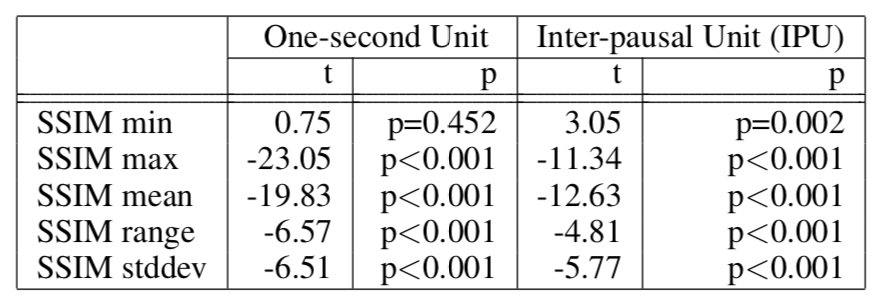 One-second Unit Inter-pausal Unit (IPU)
t p t p
SSIM min 0.75 p=0.452 3.05 p=0.002
SSIM max -23.05 p<0.001 -11.34 p<0.001
SSIM mean -19.83 p<0.001 -12.63 p<0.001
SSIM range -6.57 p<0.001 -4.81 p<0.001
SSIM stddev -6.51 p<0.001 -5.77 p<0.001